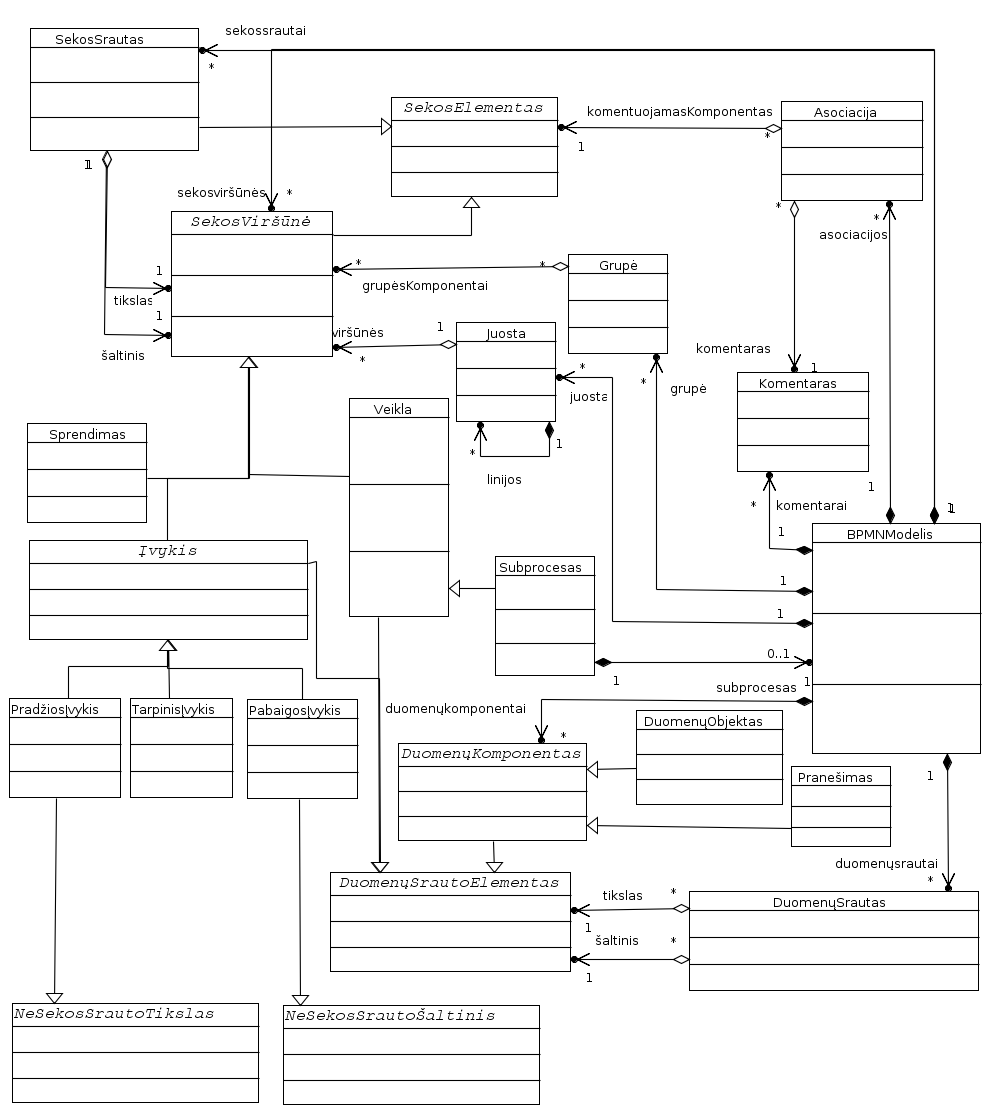 sekossrautai
SekosSrautas
*
SekosElementas
komentuojamasKomponentas
Asociacija
*
1
1
1
sekosviršūnės
*
*
SekosViršūnė
*
asociacijos
*
*
Grupė
1
grupėsKomponentai
tikslas
1
viršūnės
1
Juosta
*
šaltinis
komentaras
1
*
juosta
*
grupė
Komentaras
Veikla
Sprendimas
*
1
linijos
1
*
komentarai
1
1
1
BPMNModelis
Įvykis
Subprocesas
1
1
0..1
1
subprocesas
1
PradžiosĮvykis
TarpinisĮvykis
PabaigosĮvykis
duomenųkomponentai
*
DuomenųObjektas
DuomenųKomponentas
Pranešimas
1
duomenųsrautai
*
DuomenųSrautoElementas
tikslas
*
DuomenųSrautas
1
šaltinis
*
1
NeSekosSrautoTikslas
NeSekosSrautoŠaltinis